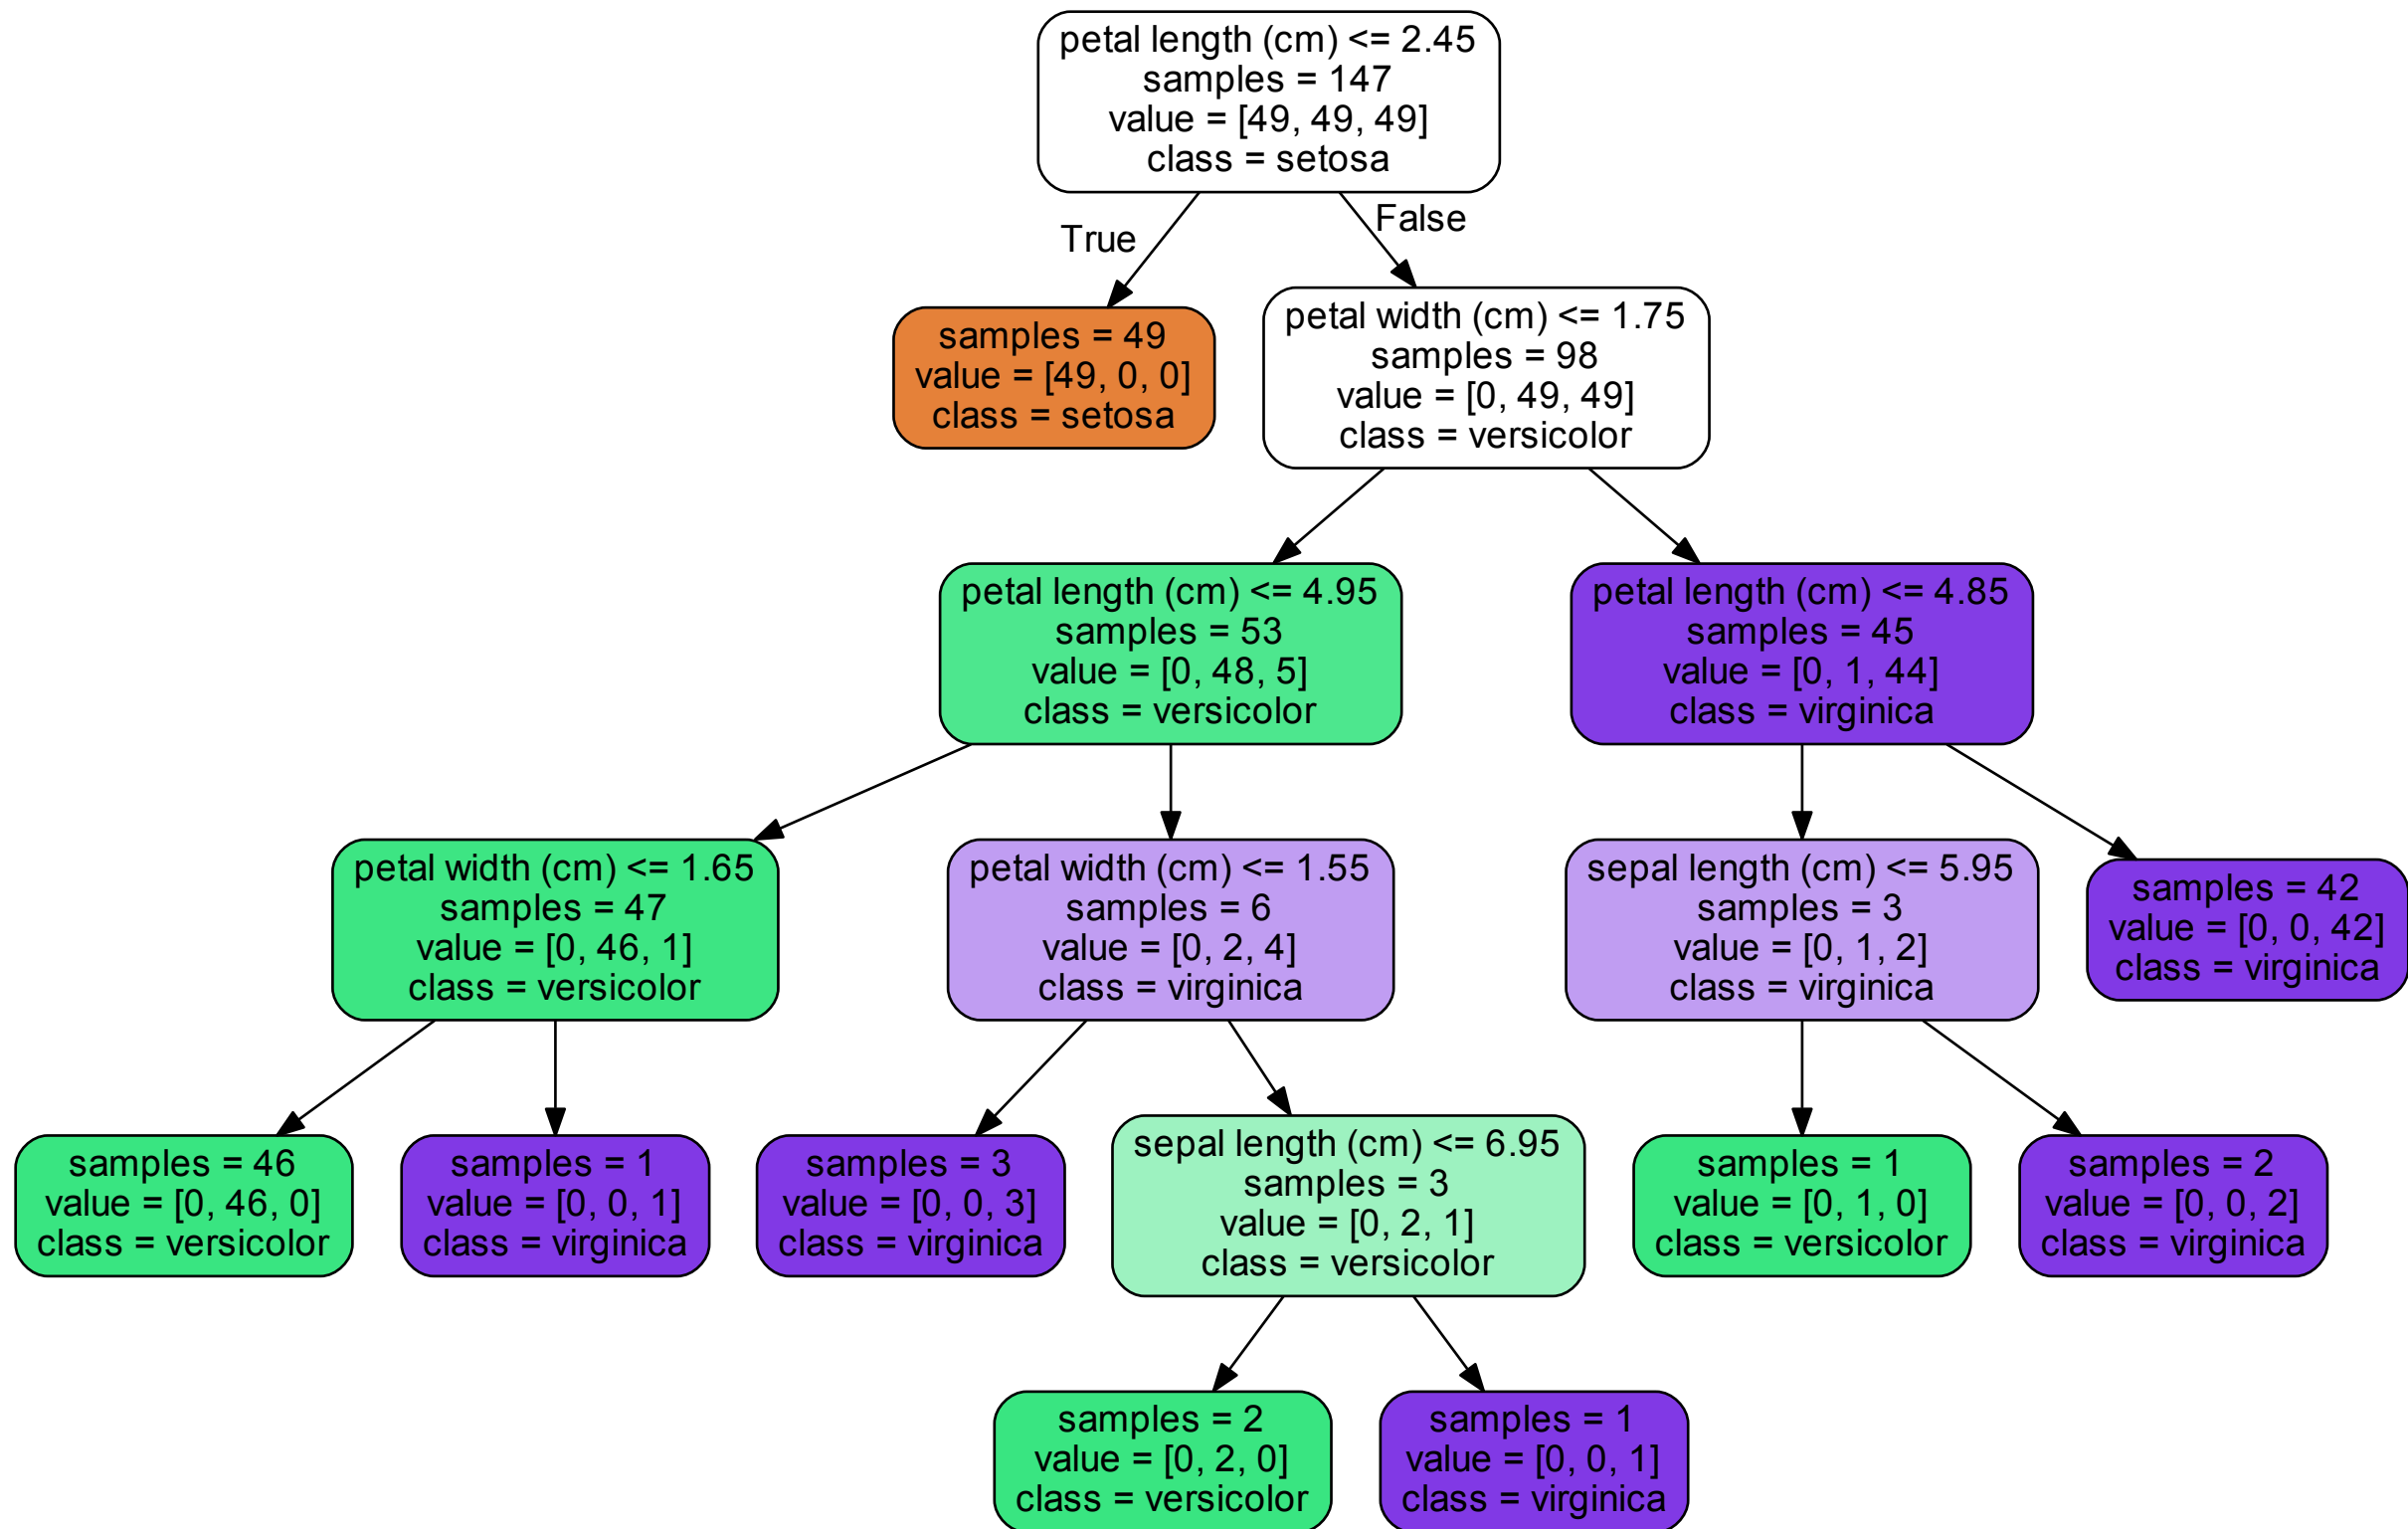 petal length (cm) <= 2.45
samples = 147
value = [49, 49, 49]
class = setosa
True
False
samples = 49
value = [49, 0, 0]
class = setosa
petal width (cm) <= 1.75
samples = 98
value = [0, 49, 49]
class = versicolor
petal length (cm) <= 4.95
samples = 53
value = [0, 48, 5]
class = versicolor
petal length (cm) <= 4.85
samples = 45
value = [0, 1, 44]
class = virginica
petal width (cm) <= 1.65
samples = 47
value = [0, 46, 1]
class = versicolor
petal width (cm) <= 1.55
samples = 6
value = [0, 2, 4]
class = virginica
sepal length (cm) <= 5.95
samples = 3
value = [0, 1, 2]
class = virginica
samples = 42
value = [0, 0, 42]
class = virginica
samples = 46
value = [0, 46, 0]
class = versicolor
samples = 1
value = [0, 0, 1]
class = virginica
samples = 3
value = [0, 0, 3]
class = virginica
sepal length (cm) <= 6.95
samples = 3
value = [0, 2, 1]
class = versicolor
samples = 1
value = [0, 1, 0]
class = versicolor
samples = 2
value = [0, 0, 2]
class = virginica
samples = 2
value = [0, 2, 0]
class = versicolor
samples = 1
value = [0, 0, 1]
class = virginica